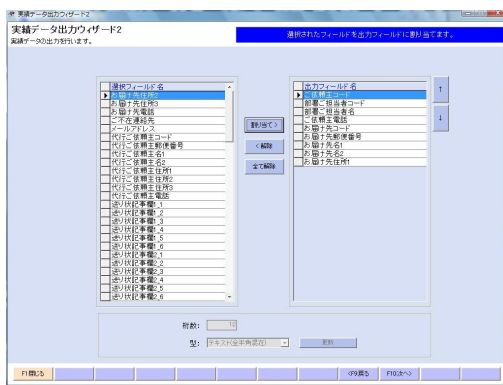 実績データ出力ウィザード2
実績データ出力ウィザード2
実績データの出力を行います。
選択されたフィールドを出力フィールドに割り当てます。
選択フィールド名
お届け先住所2
お届け先住所3
お届け先電話
ご不在連絡先
メールアドレス
代行ご依頼主コード
代行ご依頼主郵便番号
代行ご依頼主名1
代行ご依頼主名2
代行ご依頼主住所1
代行ご依頼主住所2
代行ご依頼主住所3
代行ご依頼主電話
送り状記事欄1_1
送り状記事欄1_2
送り状記事欄1_3
送り状記事欄1_4
送り状記事欄1_5
送り状記事欄1_6
送り状記事欄2_1
送り状記事欄2_2
送り状記事欄2_3
送り状記事欄2_4
送り状記事欄2_5
送り状記事欄2_6
割り当て>
<解除
全て解除
出力フィールド名
ご依頼主コード
部署ご担当者コード
部署ご担当者名
ご依頼主電話
お届け先コード
お届け先郵便番号
お届け先名1
お届け先名2
お届け先住所1
↑
↓
桁数: 10
型: テキスト(全半角混在)
更新
F1閉じる
<F9戻る
F10次へ>